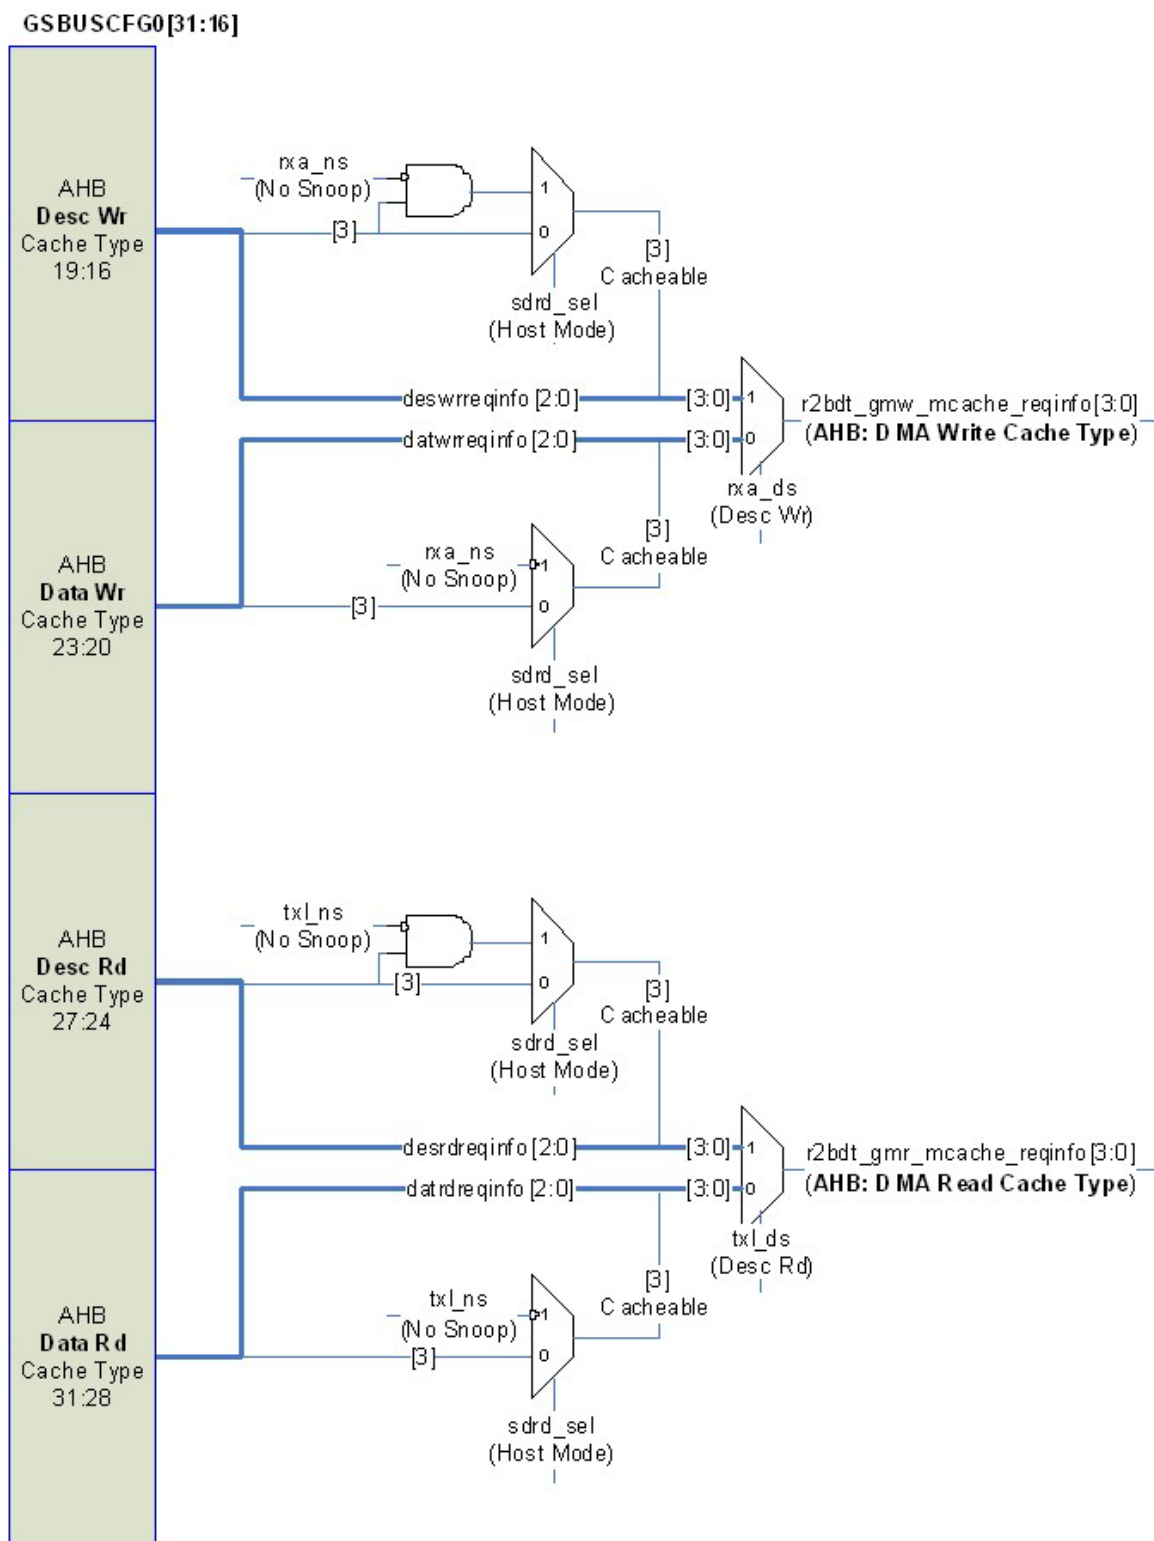 GSBUSCFG0[31:16]
AHB
Desc Wr
Cache Type
19:16
rxa_ns
(No Snoop)
[3]
1
0
sdrd_sel
(Host Mode)
[3]
Cacheable
deswrreqinfo[2:0]
[3:0]
1
r2bdt_gmw_mcache_reqinfo[3:0]
(AHB: DMA Write Cache Type)
datwrreqinfo[2:0]
[3:0]
0
rxa_ds
(Desc Wr)
AHB
Data Wr
Cache Type
23:20
rxa_ns
(No Snoop)
[3]
1
0
sdrd_sel
(Host Mode)
[3]
Cacheable
AHB
Desc Rd
Cache Type
27:24
txl_ns
(No Snoop)
[3]
1
0
sdrd_sel
(Host Mode)
[3]
Cacheable
desrdreqinfo[2:0]
[3:0]
1
r2bdt_gmr_mcache_reqinfo[3:0]
(AHB: DMA Read Cache Type)
datrdreqinfo[2:0]
[3:0]
0
txl_ds
(Desc Rd)
AHB
Data Rd
Cache Type
31:28
txl_ns
(No Snoop)
[3]
1
0
sdrd_sel
(Host Mode)
[3]
Cacheable